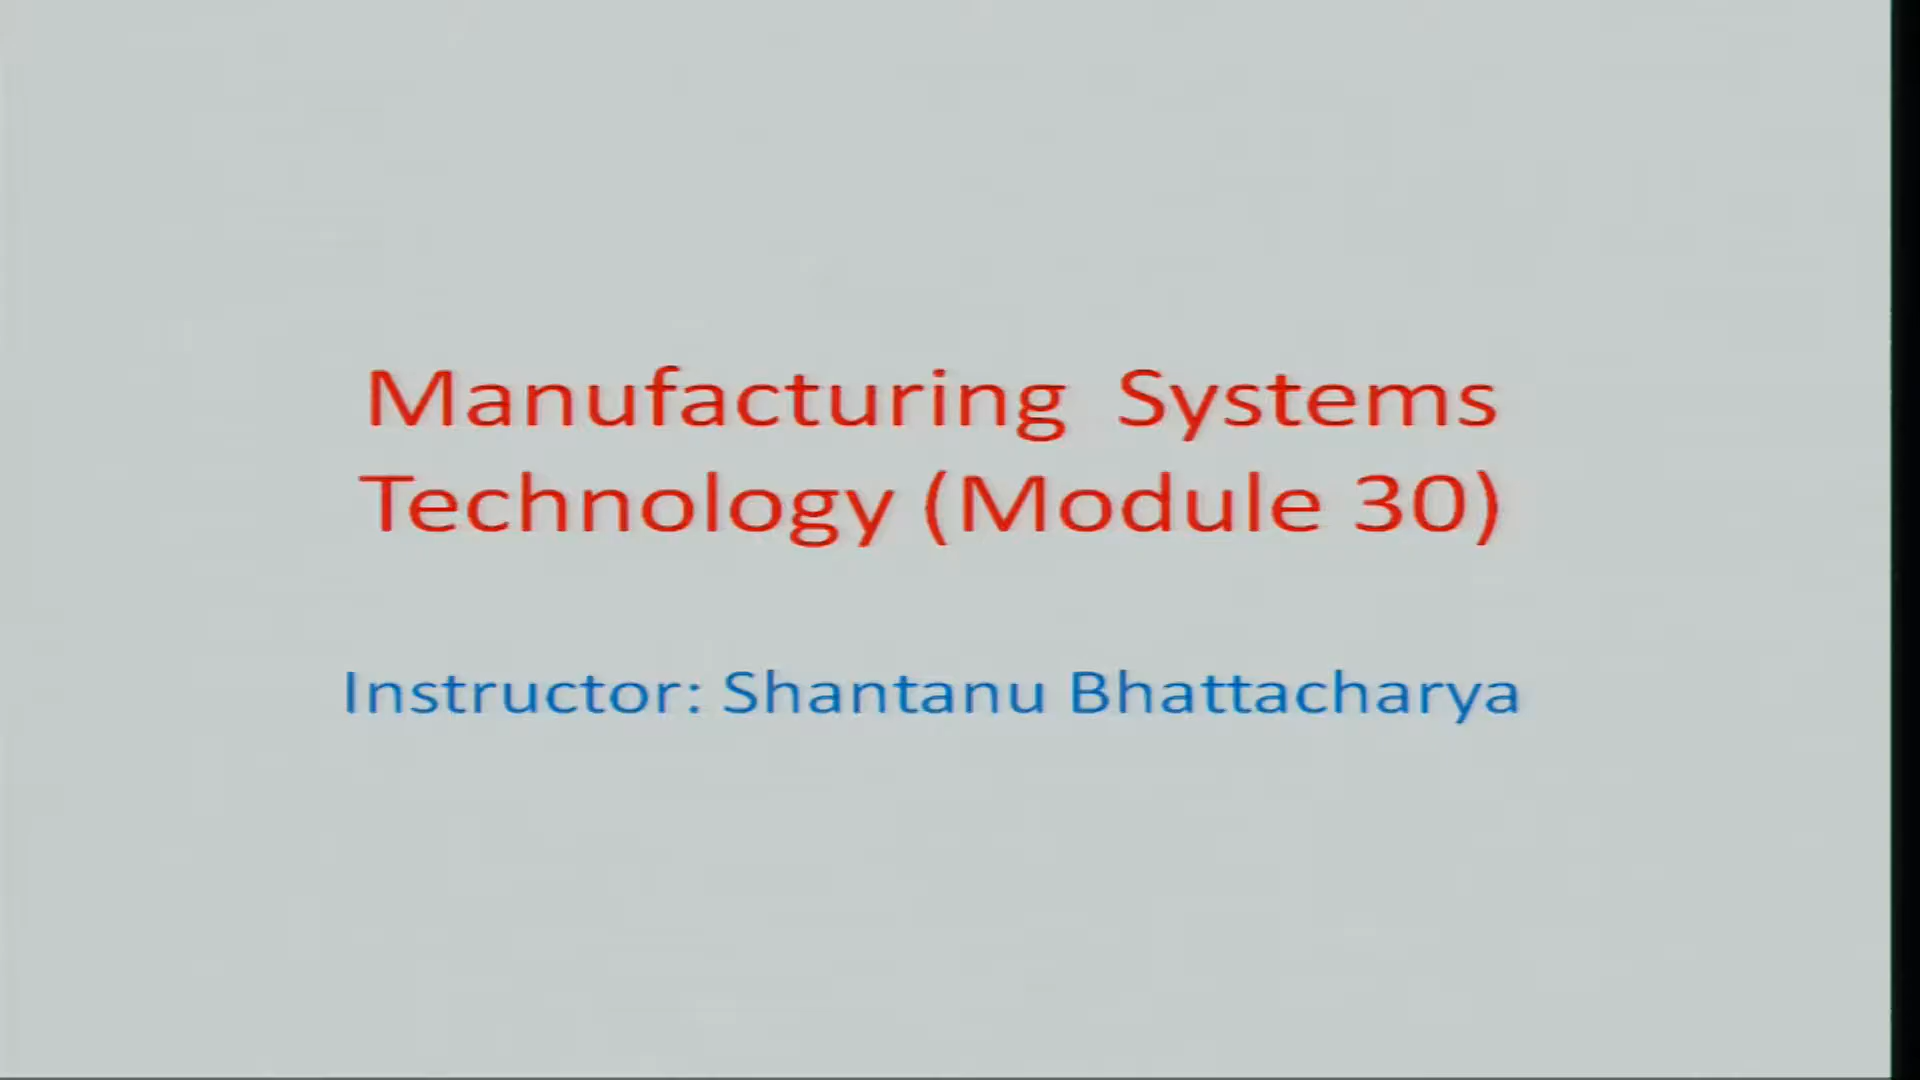 Manufacturing Systems
Technology (Module 30)
Instructor: Shantanu Bhattacharya